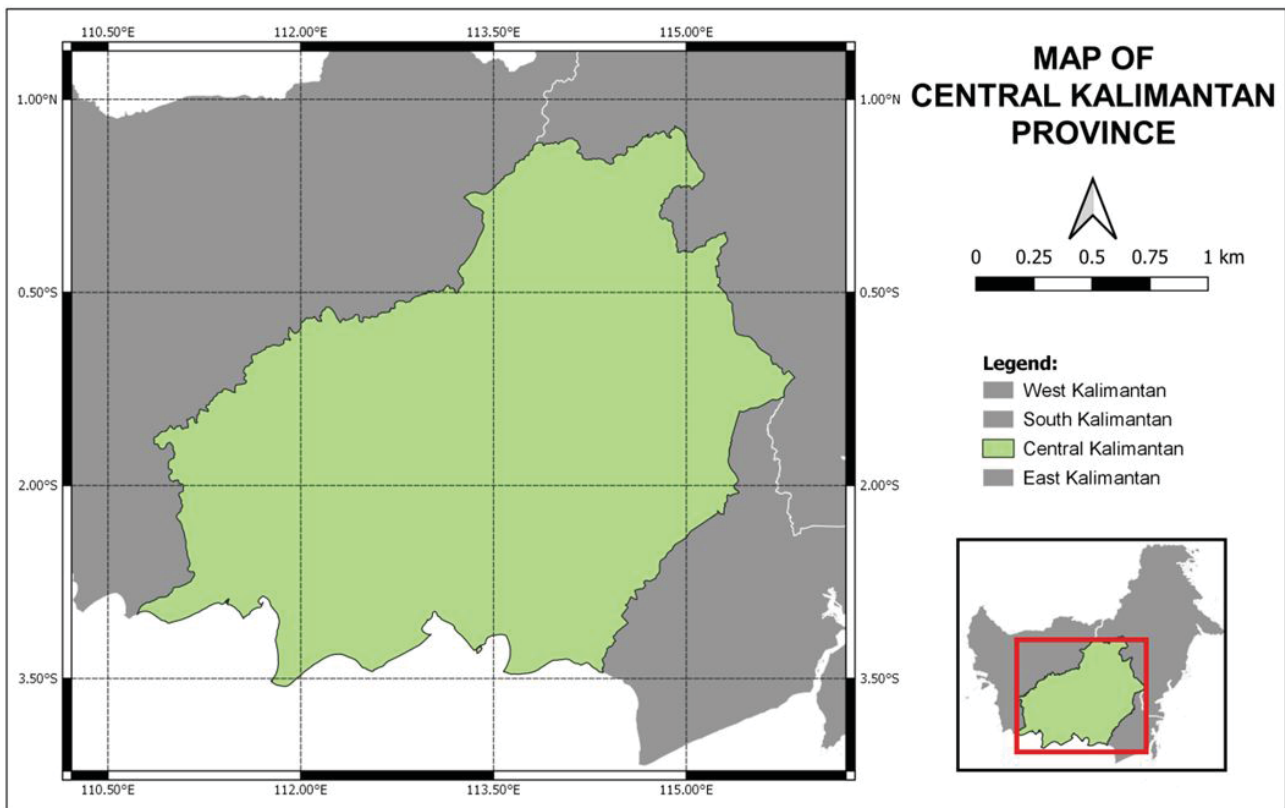 110.50°E 112.00°E 113.50°E 115.00°E
MAP OF
CENTRAL KALIMANTAN
PROVINCE
1.00°N 1.00°N
0 0.25 0.5 0.75 1 km
0.50°S 0.50°S
Legend:
West Kalimantan
South Kalimantan
Central Kalimantan
East Kalimantan
2.00°S 2.00°S
3.50°S 3.50°S
110.50°E 112.00°E 113.50°E 115.00°E